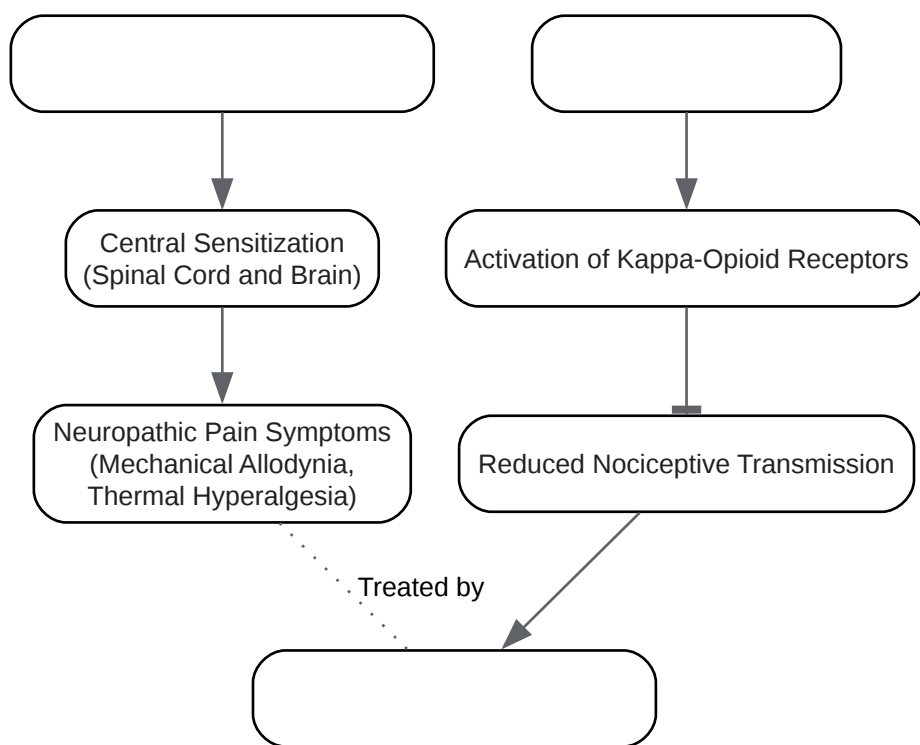 Central Sensitization
(Spinal Cord and Brain)
Activation of Kappa-Opioid Receptors
Neuropathic Pain Symptoms
(Mechanical Allodynia,
Thermal Hyperalgesia)
Reduced Nociceptive Transmission
Treated by